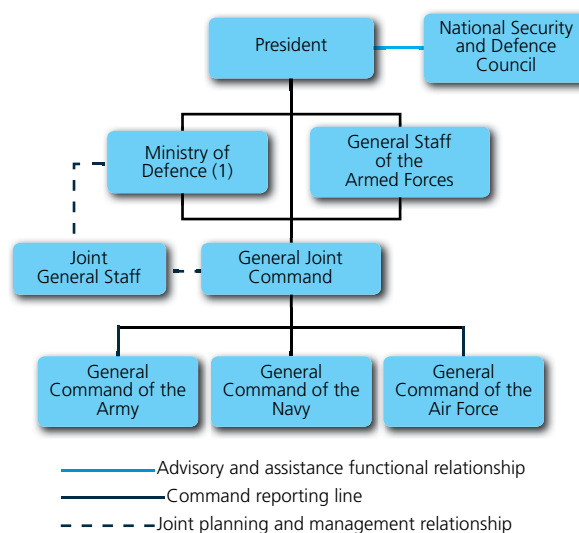 President
National Security
and Defence
Council
Ministry of
Defence (1)
General Staff
of the
Armed Forces
Joint
General Staff
General Joint
Command
General
Command of the
Army
General
Command of the
Navy
General
Command of the
Air Force
Advisory and assistance functional relationship
Command reporting line
Joint planning and management relationship